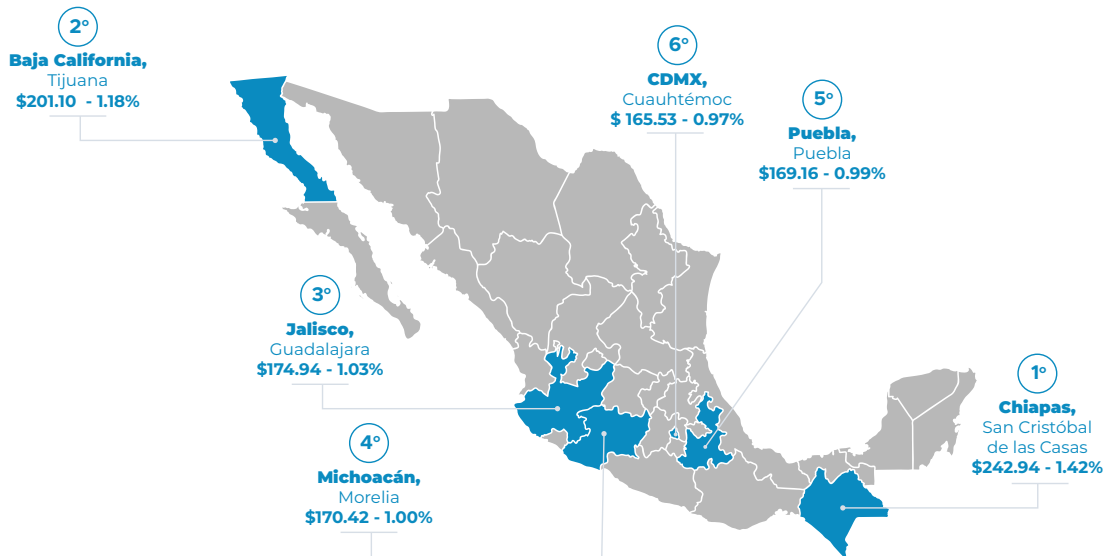 2°
Baja California,
Tijuana
$201.10 - 1.18%
6°
CDMX,
Cuauhtémoc
$ 165.53 - 0.97%
5°
Puebla,
Puebla
$169.16 - 0.99%
3°
Jalisco,
Guadalajara
$174.94 - 1.03%
1°
Chiapas,
San Cristóbal
de las Casas
$242.94 - 1.42%
4°
Michoacán,
Morelia
$170.42 - 1.00%